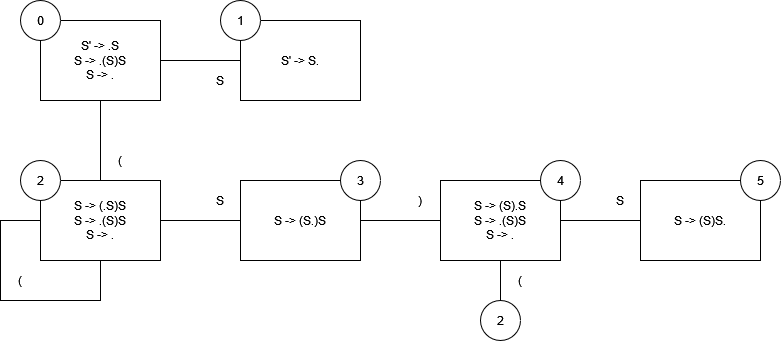 0
1
S' -> .S
S -> .(S)S
S -> .
S' -> S.
S
(
2
3
4
5
S -> (.S)S
S -> .(S)S
S -> .
S
S -> (S.)S
)
S -> (S).S
S -> .(S)S
S -> .
S
S -> (S)S.
(
(
2